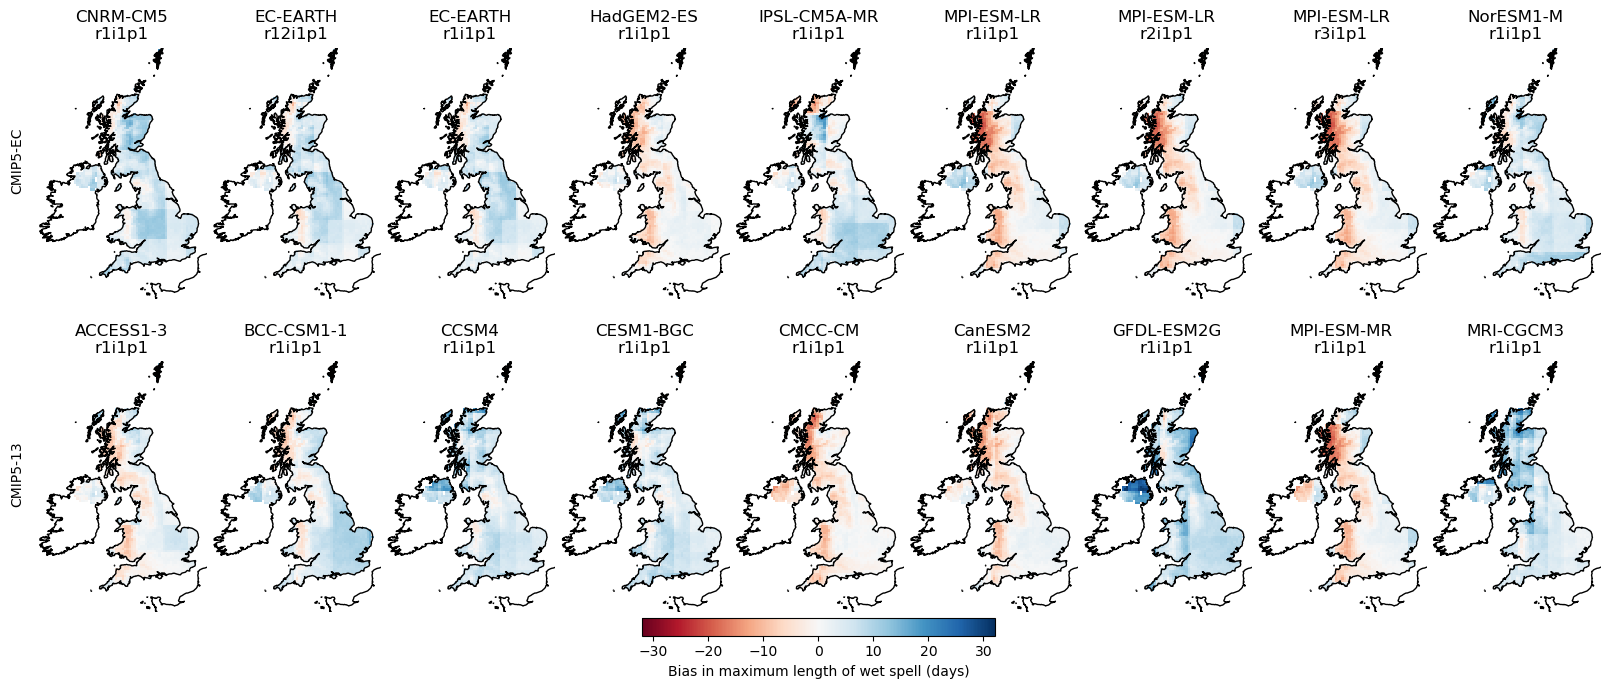 CNRM-CM5
r1i1p1
EC-EARTH
r12i1p1
EC-EARTH
r1i1p1
HadGEM2-ES
r1i1p1
IPSL-CM5A-MR
r1i1p1
MPI-ESM-LR
r1i1p1
MPI-ESM-LR
r2i1p1
MPI-ESM-LR
r3i1p1
NorESM1-M
r1i1p1
CMIP5-EC
ACCESS1-3
r1i1p1
BCC-CSM1-1
r1i1p1
CCSM4
r1i1p1
CESM1-BGC
r1i1p1
CMCC-CM
r1i1p1
CanESM2
r1i1p1
GFDL-ESM2G
r1i1p1
MPI-ESM-MR
r1i1p1
MRI-CGCM3
r1i1p1
CMIP5-13
−30 −20 −10 0 10 20 30
Bias in maximum length of wet spell (days)